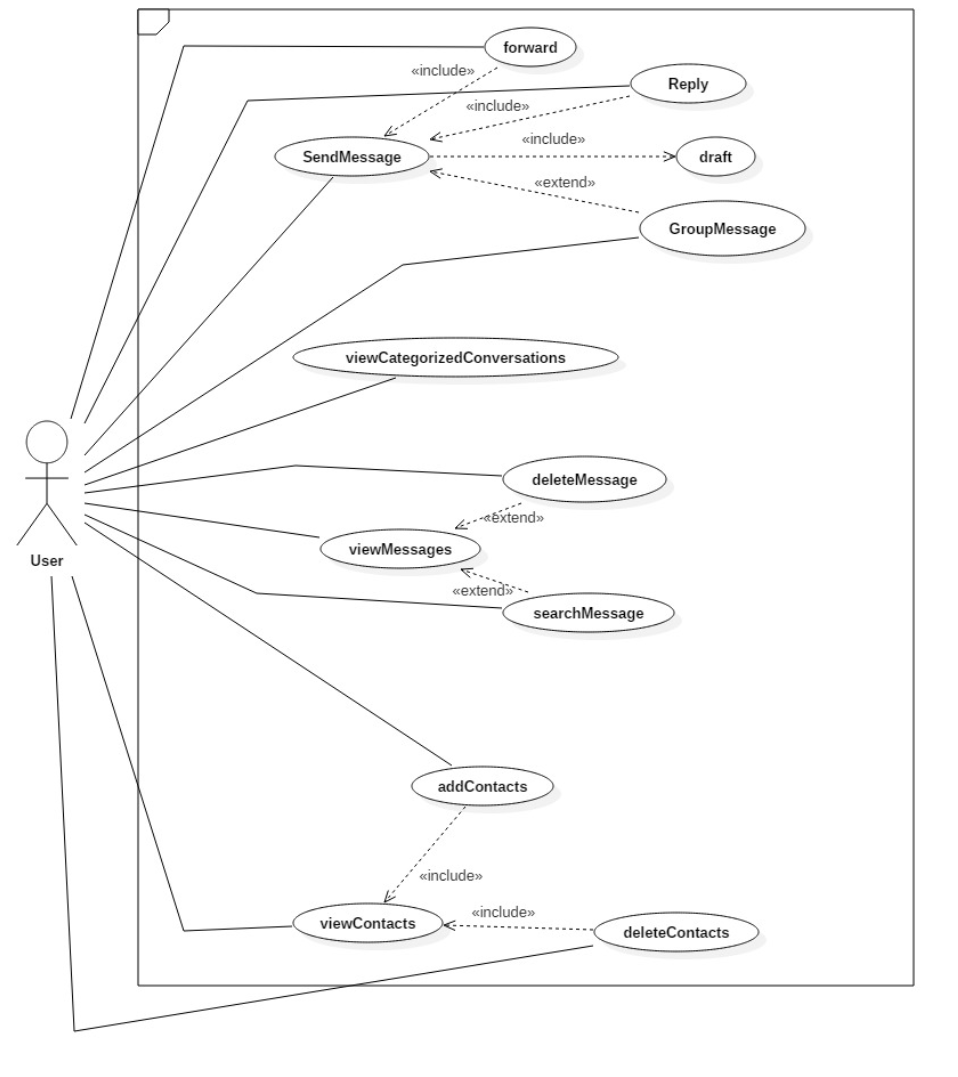 forward
«include»
Reply
«include»
«include»
SendMessage
draft
«extend»
GroupMessage
viewCategorizedConversations
deleteMessage
«extend»
viewMessages
User
«extend»
searchMessage
addContacts
«include»
«include»
viewContacts
deleteContacts